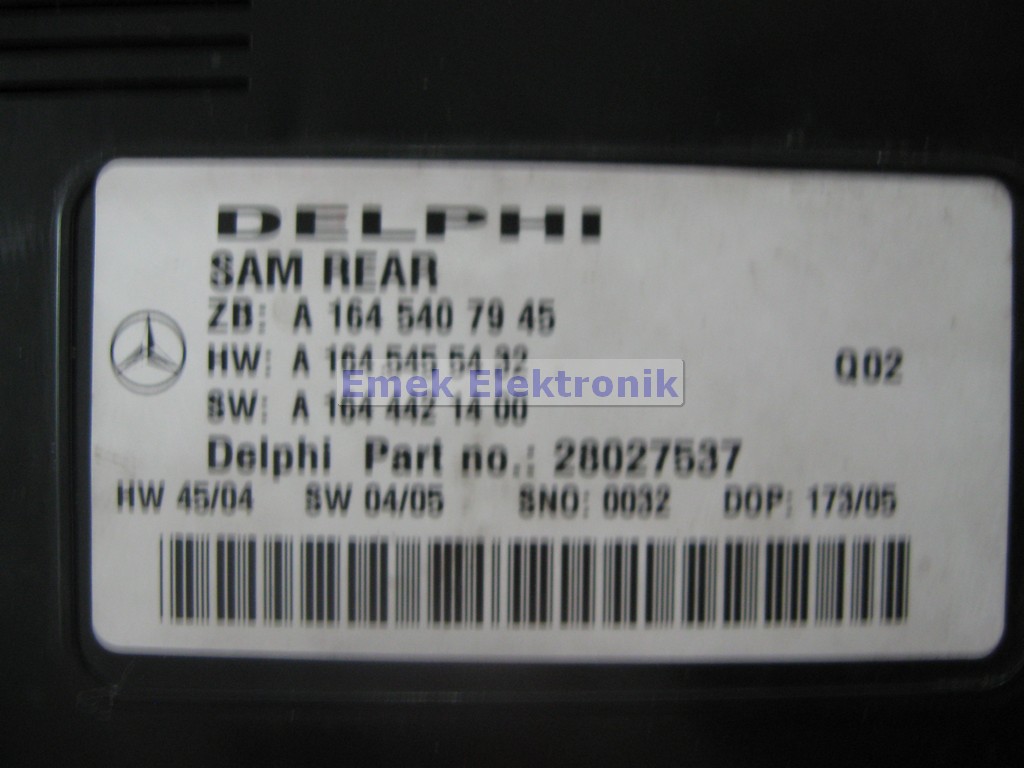 DELPHI
SAM REAR
ZB: A 164 540 79 45
HW: A 164 545 54 32
Q02
Emek Elektronik
SW: A 164 442 14 00
Delphi Part no.: 28027537
HW 45/04 SW 04/05 SNO: 0032 DOP: 173/05